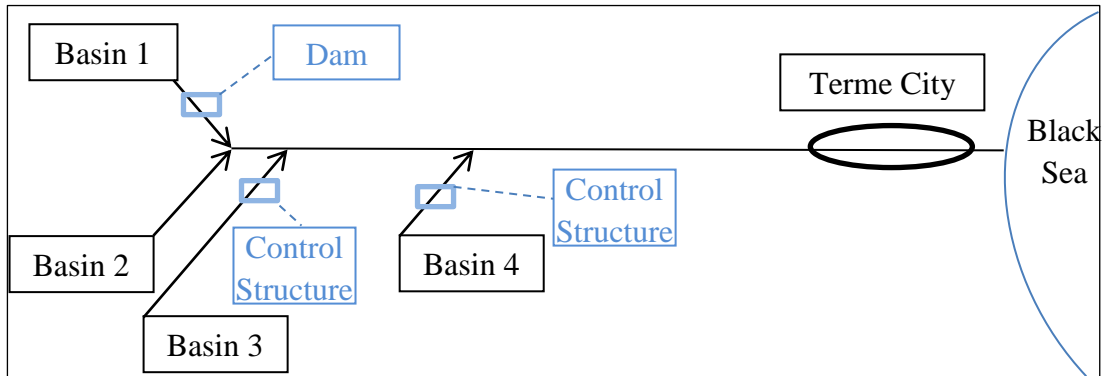 Basin 1
Dam
Terme City
Black
Sea
Basin 2
Control
Structure
Basin 4
Control
Structure
Basin 3